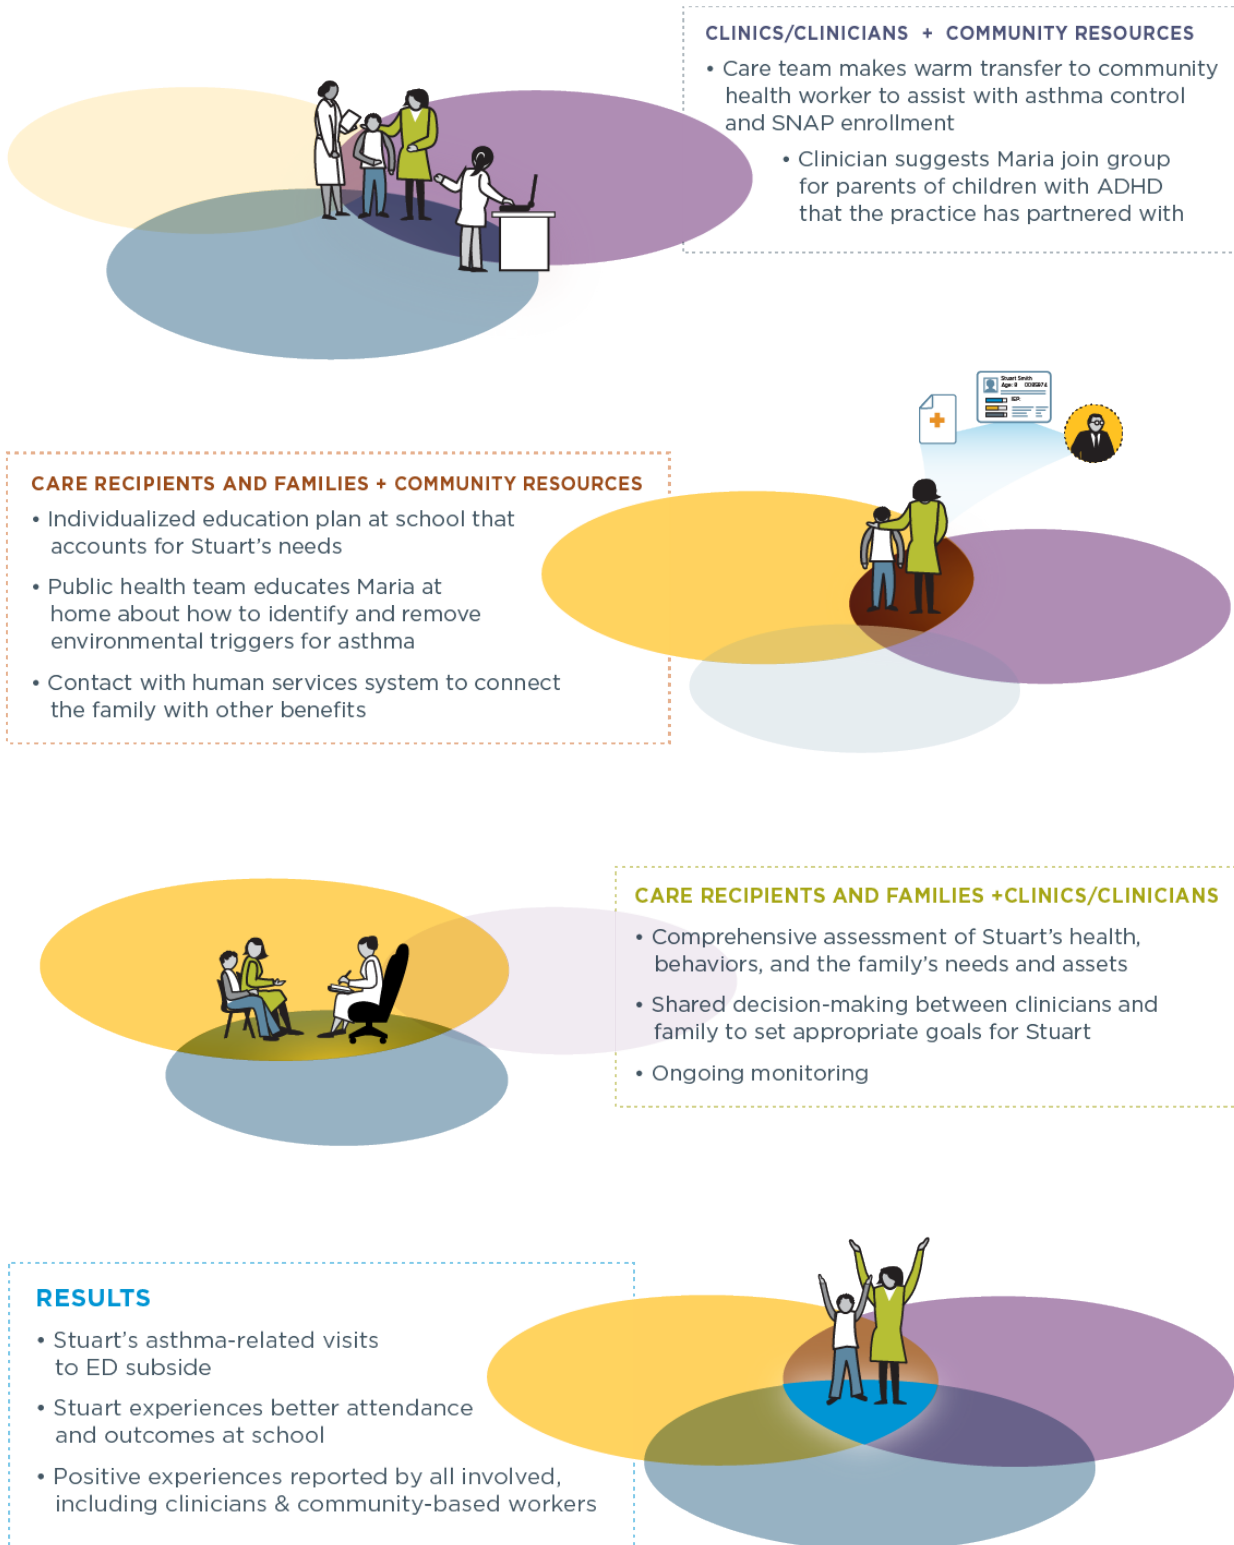 CLINICS/CLINICIANS + COMMUNITY RESOURCES
• Care team makes warm transfer to community
health worker to assist with asthma control
and SNAP enrollment
• Clinician suggests Maria join group
for parents of children with ADHD
that the practice has partnered with
Stuart Smith
Age: 8
IEP:
CARE RECIPIENTS AND FAMILIES + COMMUNITY RESOURCES
• Individualized education plan at school that
accounts for Stuart's needs
• Public health team educates Maria at
home about how to identify and remove
environmental triggers for asthma
• Contact with human services system to connect
the family with other benefits
CARE RECIPIENTS AND FAMILIES +CLINICS/CLINICIANS
• Comprehensive assessment of Stuart's health,
behaviors, and the family's needs and assets
• Shared decision-making between clinicians and
family to set appropriate goals for Stuart
• Ongoing monitoring
RESULTS
• Stuart's asthma-related visits
to ED subside
• Stuart experiences better attendance
and outcomes at school
• Positive experiences reported by all involved,
including clinicians & community-based workers